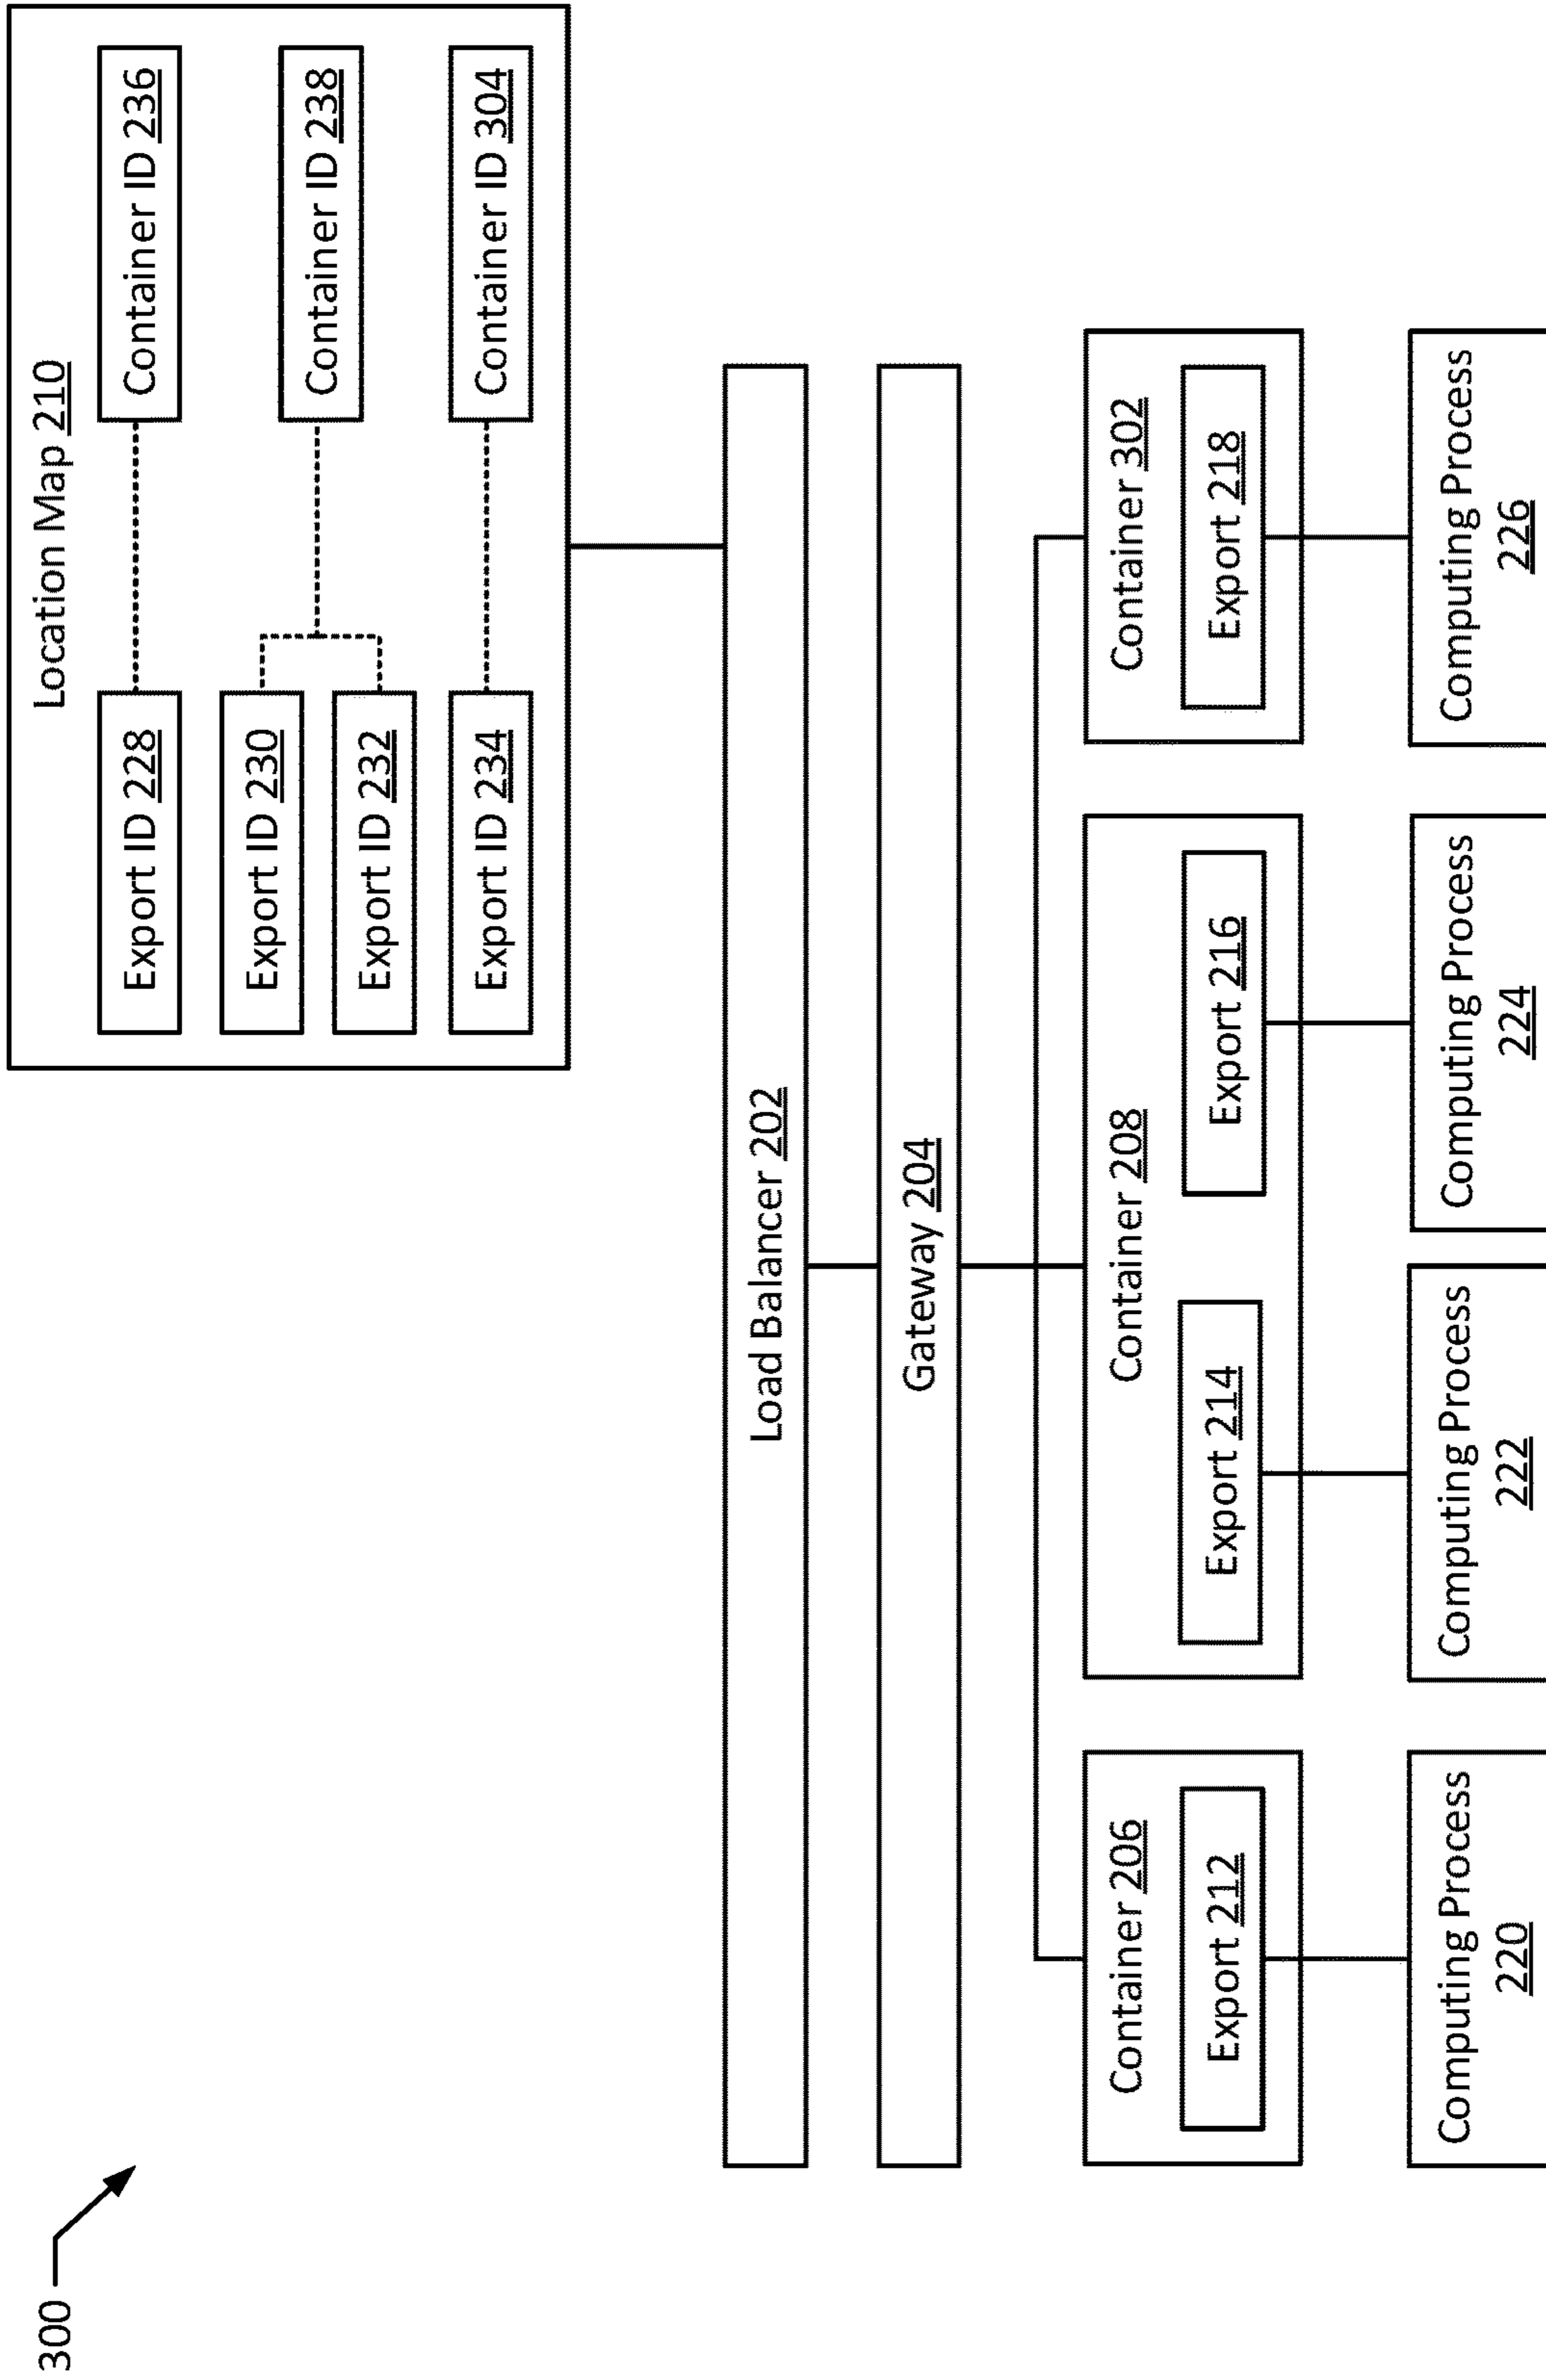 300
Location Map 210
Export ID 228
Container ID 236
Export ID 230
Container ID 238
Export ID 232
Export ID 234
Container ID 304
Load Balancer 202
Gateway 204
Container 206
Container 208
Container 302
Export 212
Export 214
Export 216
Export 218
Computing Process
220
Computing Process
222
Computing Process
224
Computing Process
226